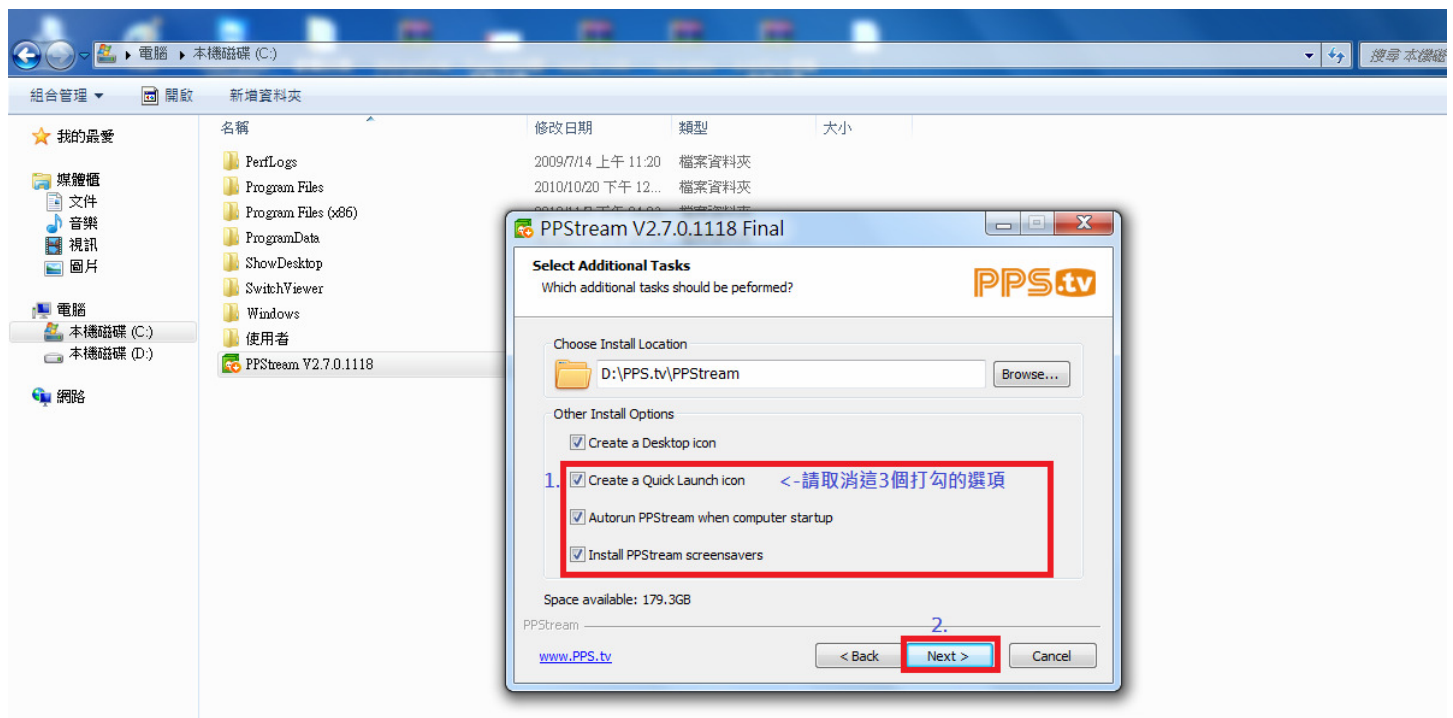 電腦 ▸ 本機磁碟 (C:)
搜尋 本機磁
組合管理 ▼ 開啟 新增資料夾
我的最愛
媒體櫃
文件
音樂
視訊
圖片
電腦
本機磁碟 (C:)
本機磁碟 (D:)
網路
名稱 修改日期 類型 大小
PerfLogs 2009/7/14 上午 11:20 檔案資料夾
Program Files 2010/10/20 下午 12... 檔案資料夾
Program Files (x86)
ProgramData
ShowDesktop
SwitchViewer
Windows
使用者
PPStream V2.7.0.1118
PPStream V2.7.0.1118 Final
Select Additional Tasks
Which additional tasks should be peformed?
PPS.tv
Choose Install Location
D:\PPS.tv\PPStream
Browse...
Other Install Options
Create a Desktop icon
1. Create a Quick Launch icon <-請取消這3個打勾的選項
Autorun PPStream when computer startup
Install PPStream screensavers
Space available: 179.3GB
PPStream
2.
www.PPS.tv
< Back Next > Cancel